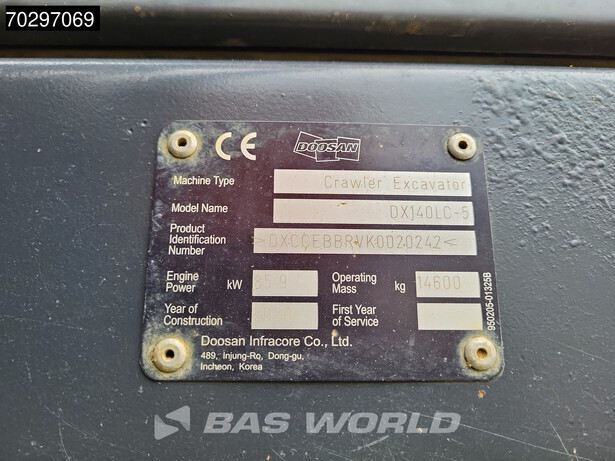 70297069
CE DOOSAN
Machine Type Crawler Excavator
Model Name DX140LC-5
Product Identification Number >DXCCEBBRVK0020242<
Engine Power kW 85.9 Operating Mass kg 14600
Year of Construction First Year of Service
Doosan Infracore Co., Ltd.
489, Injung-Ro, Dong-gu,
Incheon, Korea
950205-01325B
BAS WORLD